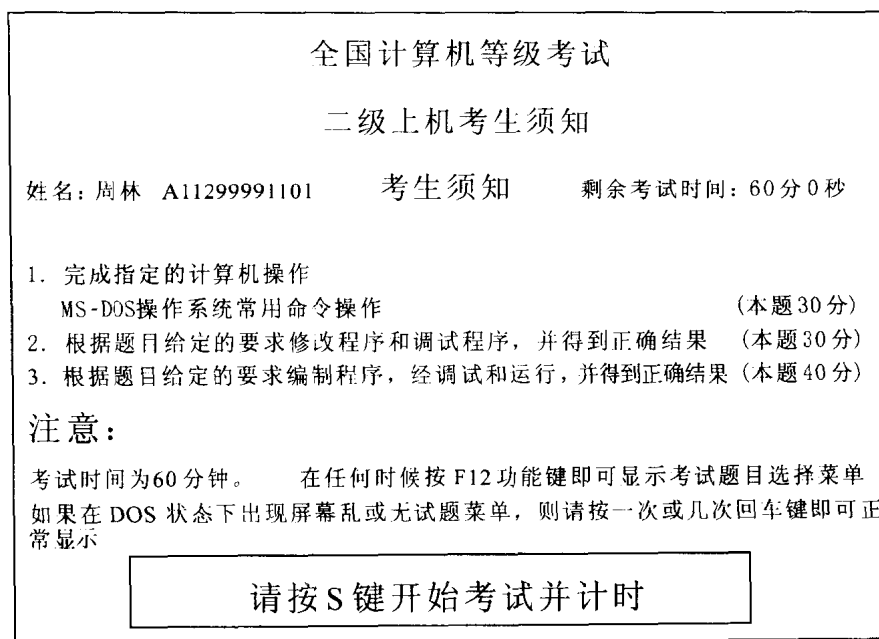 全国计算机等级考试
二级上机考生须知
姓名：周林 A11299991101 考生须知 剩余考试时间：60分0秒
1. 完成指定的计算机操作
MS-DOS操作系统常用命令操作 (本题30分)
2. 根据题目给定的要求修改程序和调试程序，并得到正确结果 (本题30分)
3. 根据题目给定的要求编制程序，经调试和运行，并得到正确结果 (本题40分)
注意：
考试时间为60分钟。 在任何时候按F12功能键即可显示考试题目选择菜单
如果在DOS状态下出现屏幕乱或无试题菜单，则请按一次或几次回车键即可正
常显示
请按S键开始考试并计时